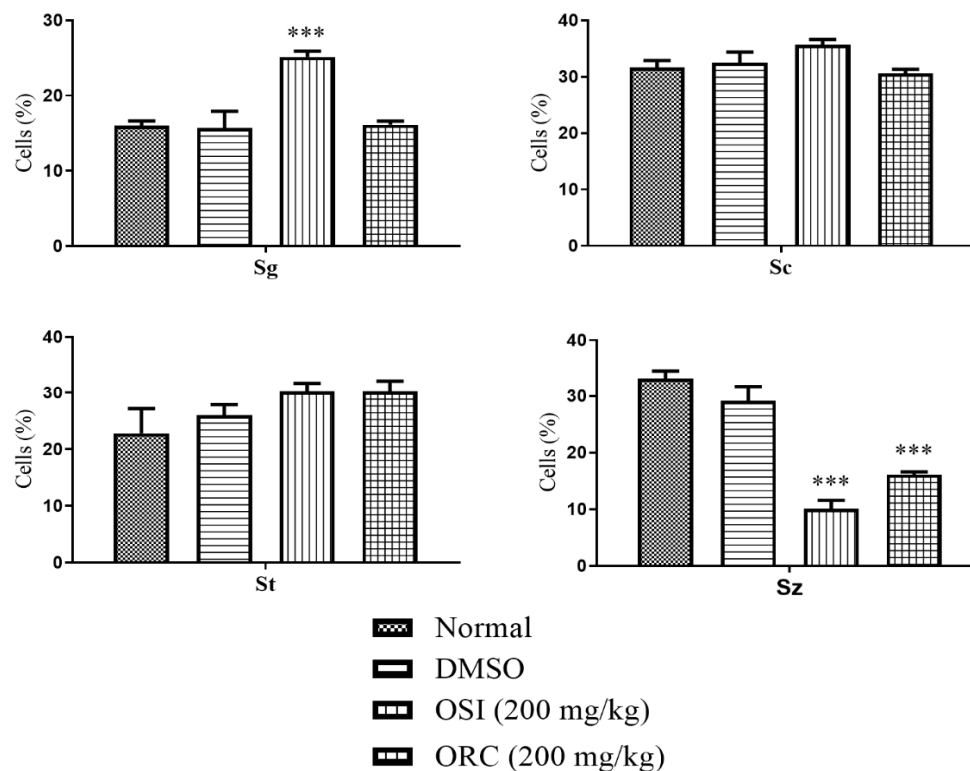 30
20
10
0
Cells (%)
***
Sg
40
30
20
10
0
Cells (%)
Sc
40
30
20
10
0
Cells (%)
St
40
30
20
10
0
Cells (%)
***
***
Sz
Normal
DMSO
OSI (200 mg/kg)
ORC (200 mg/kg)